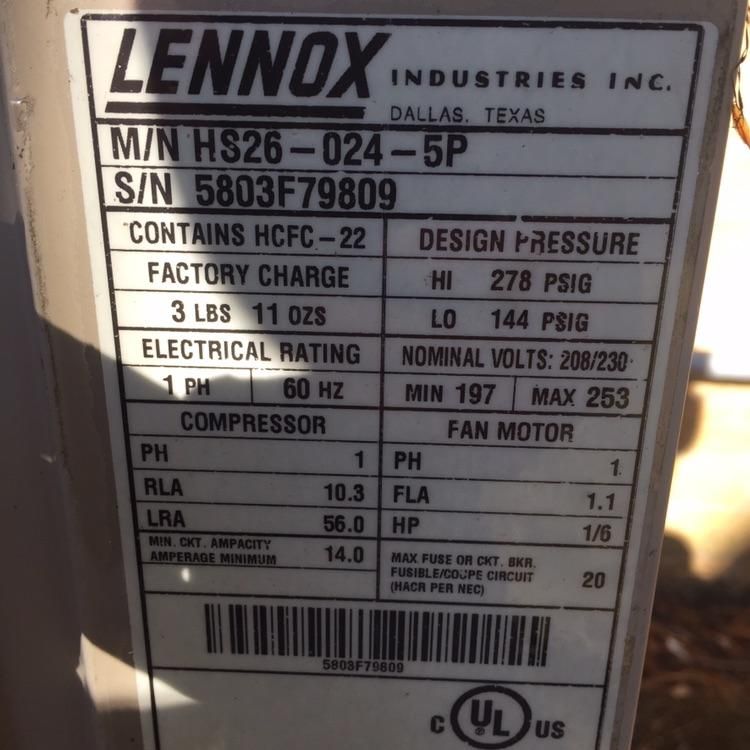 LENNOX INDUSTRIES INC.
DALLAS, TEXAS
M/N HS26-024-5P
S/N 5803F79809
CONTAINS HCFC-22
DESIGN PRESSURE
FACTORY CHARGE
HI 278 PSIG
3 LBS 11 OZS
LO 144 PSIG
ELECTRICAL RATING
NOMINAL VOLTS: 208/230
1 PH 60 HZ
MIN 197 MAX 253
COMPRESSOR
FAN MOTOR
PH 1
PH 1
RLA 10.3
FLA 1.1
LRA 56.0
HP 1/6
MIN. CKT. AMPACITY
AMPERAGE MINIMUM 14.0
MAX FUSE OR CKT. BKR.
FUSIBLE/COUPE CIRCUIT 20
(HACR PER NEC)
5803F79809
C UL US